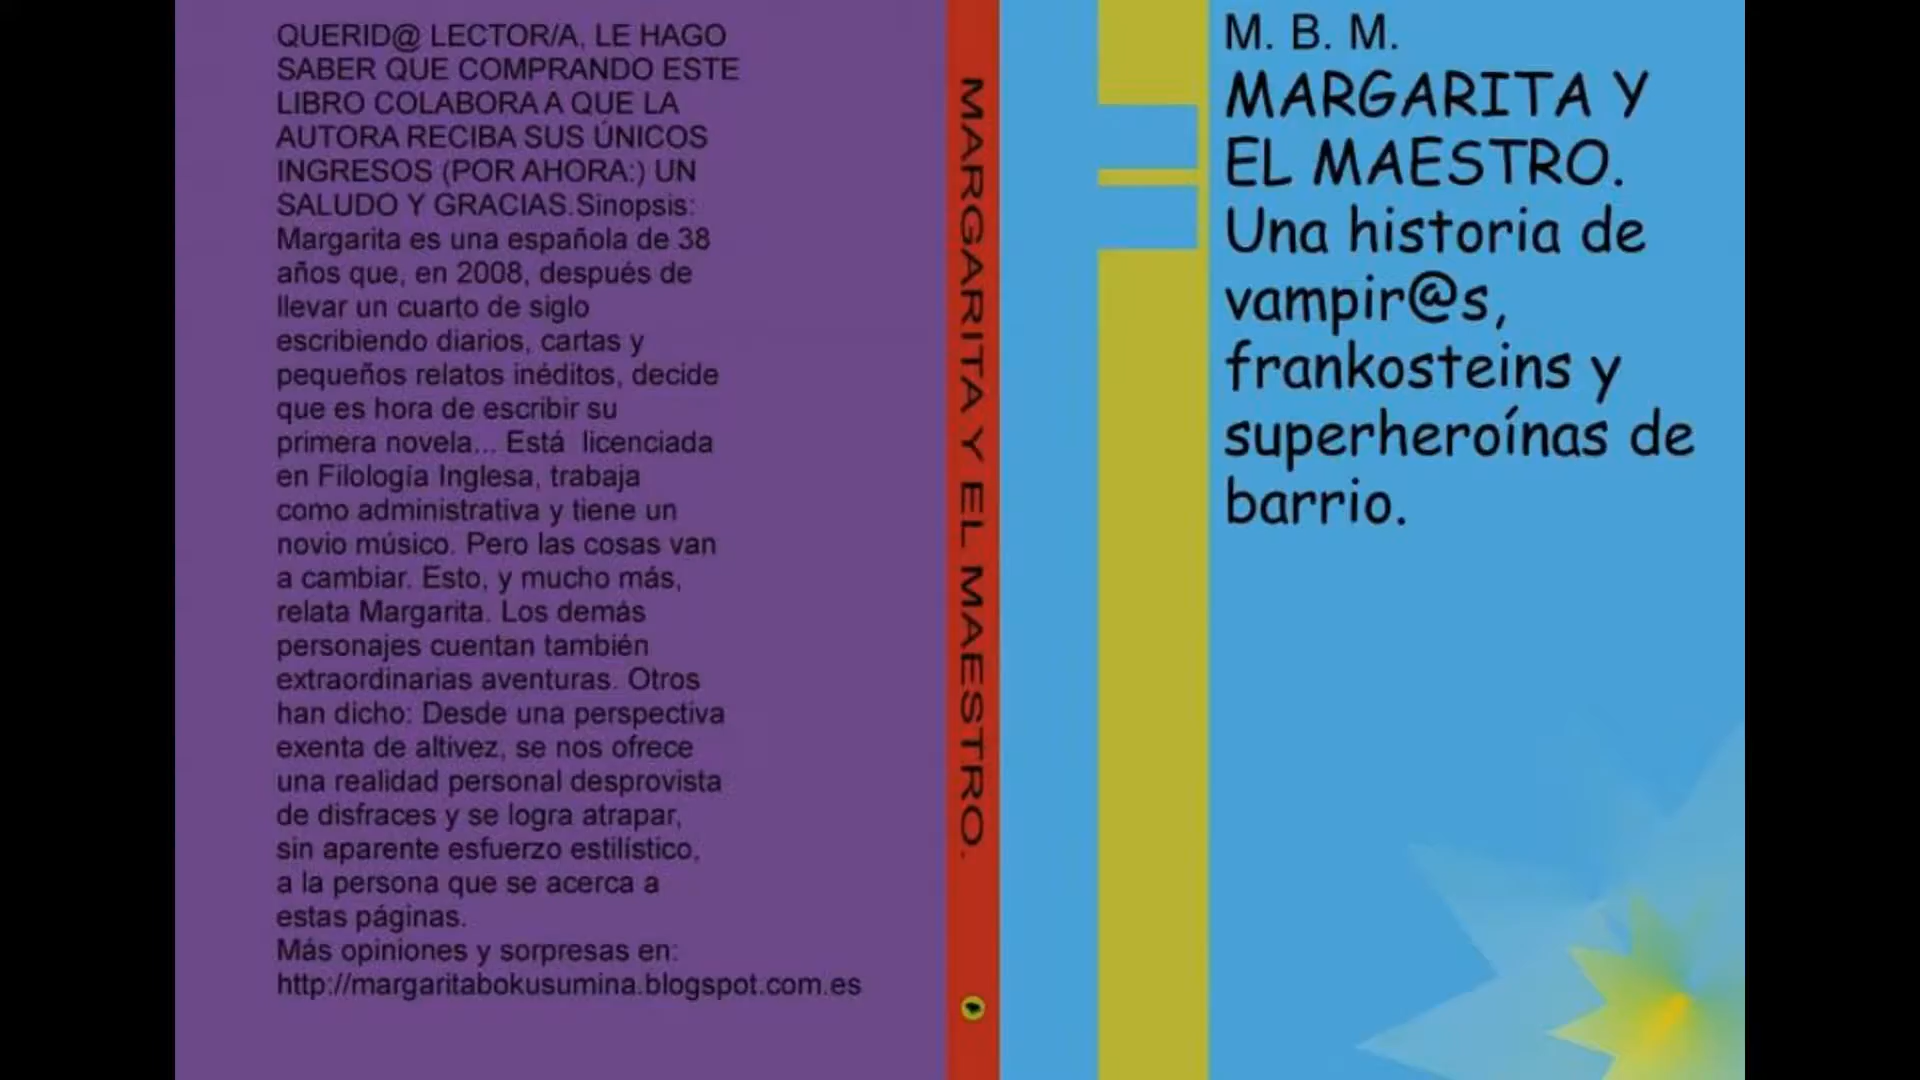 QUERID@ LECTOR/A, LE HAGO
SABER QUE COMPRANDO ESTE
LIBRO COLABORA A QUE LA
AUTORA RECIBA SUS ÚNICOS
INGRESOS (POR AHORA:) UN
SALUDO Y GRACIAS.Sinopsis:
Margarita es una española de 38
años que, en 2008, después de
llevar un cuarto de siglo
escribiendo diarios, cartas y
pequeños relatos inéditos, decide
que es hora de escribir su
primera novela... Está  licenciada
en Filología Inglesa, trabaja
como administrativa y tiene un
novio músico. Pero las cosas van
a cambiar. Esto, y mucho más,
relata Margarita. Los demás
personajes cuentan también
extraordinarias aventuras. Otros
han dicho: Desde una perspectiva
exenta de altivez, se nos ofrece
una realidad personal desprovista
de disfraces y se logra atrapar,
sin aparente esfuerzo estilístico,
a la persona que se acerca a
estas páginas.
Más opiniones y sorpresas en:
http://margaritabokusumina.blogspot.com.es
MARGARITA Y EL MAESTRO.
M. B. M.
MARGARITA Y
EL MAESTRO.
Una historia de
vampir@s,
frankosteins y
superheroínas de
barrio.